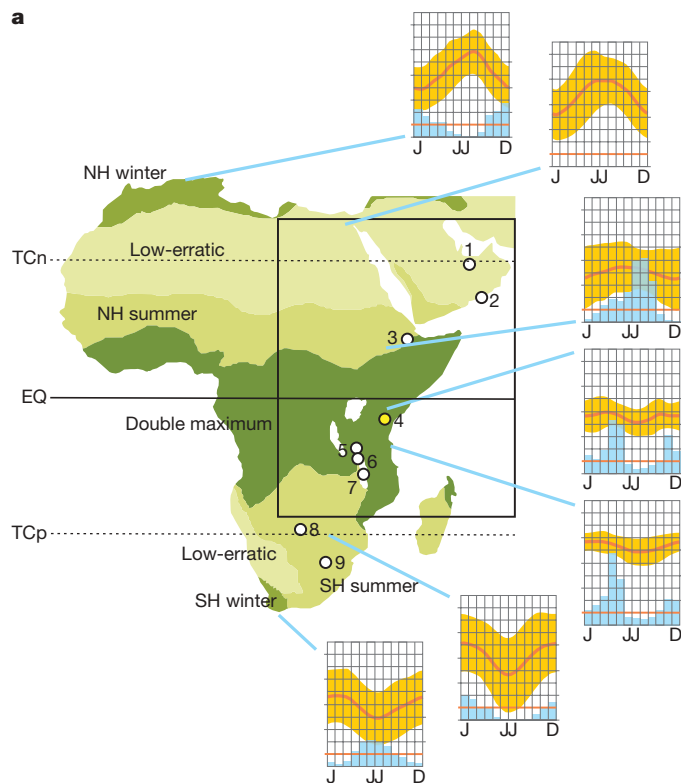 a
J JJ D
J JJ D
NH winter
TCn
Low-erratic
1
2
J JJ D
NH summer
3
EQ
Double maximum
4
5
6
7
J JJ D
TCp
8
Low-erratic
9
SH summer
SH winter
J JJ D
J JJ D
J JJ D